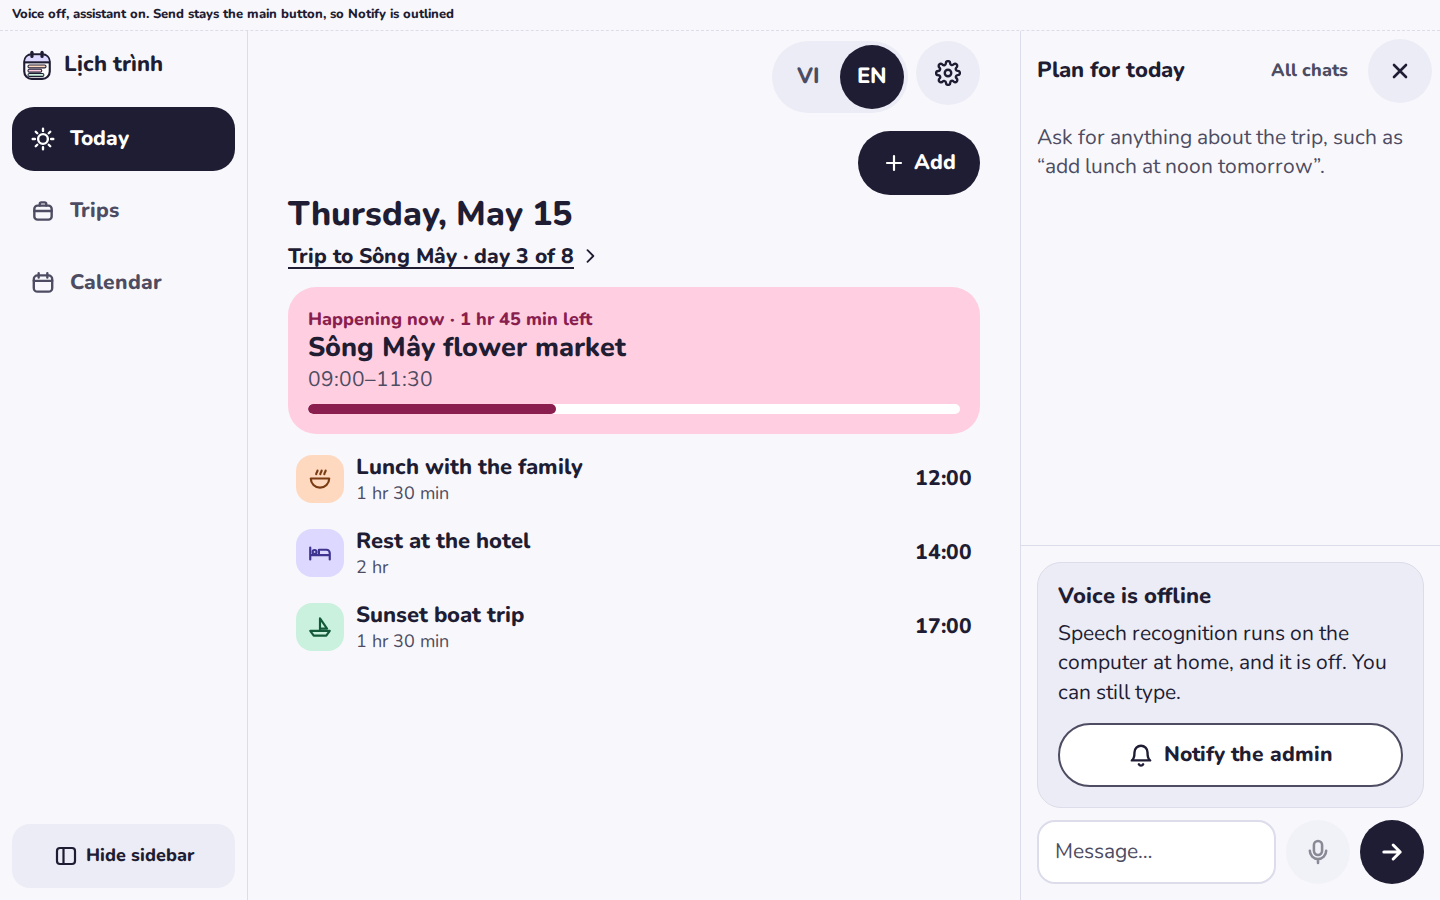 Voice off, assistant on. Send stays the main button, so Notify is outlined
Lịch trình
Today
Trips
Calendar
Hide sidebar
VI
EN
Add
Thursday, May 15
Trip to Sông Mây · day 3 of 8
Happening now · 1 hr 45 min left
Sông Mây flower market
09:00–11:30
Lunch with the family
1 hr 30 min
12:00
Rest at the hotel
2 hr
14:00
Sunset boat trip
1 hr 30 min
17:00
Plan for today
All chats
Ask for anything about the trip, such as
“add lunch at noon tomorrow”.
Voice is offline
Speech recognition runs on the
computer at home, and it is off. You
can still type.
Notify the admin
Message...